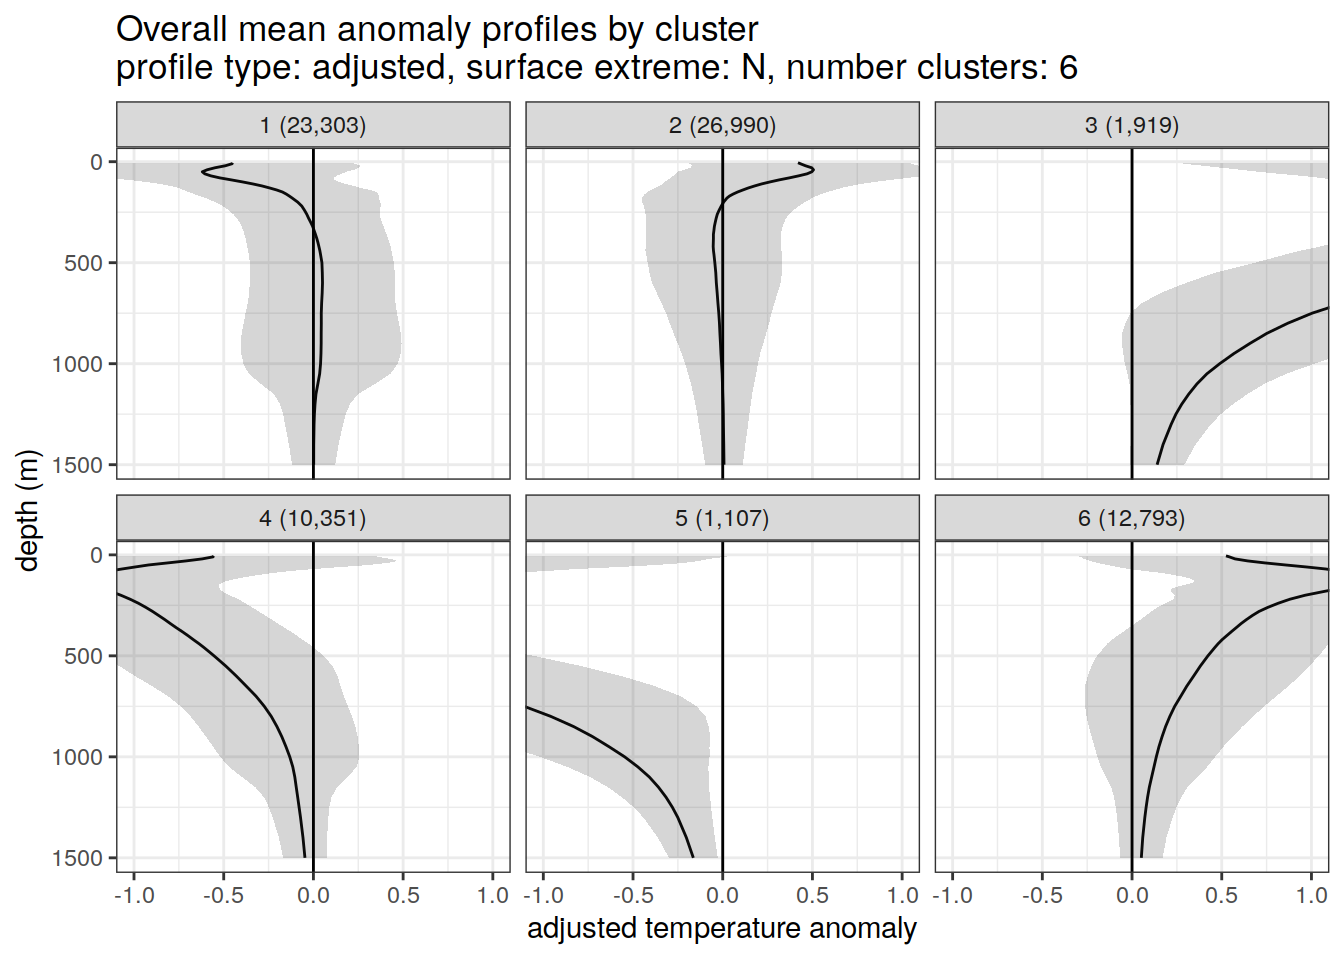 Overall mean anomaly profiles by cluster
profile type: adjusted, surface extreme: N, number clusters: 6
1 (23,303)
2 (26,990)
3 (1,919)
0
500
1000
1500
4 (10,351)
5 (1,107)
6 (12,793)
0
500
1000
1500
depth (m)
-1.0 -0.5 0.0 0.5 1.0
-1.0 -0.5 0.0 0.5 1.0
-1.0 -0.5 0.0 0.5 1.0
adjusted temperature anomaly